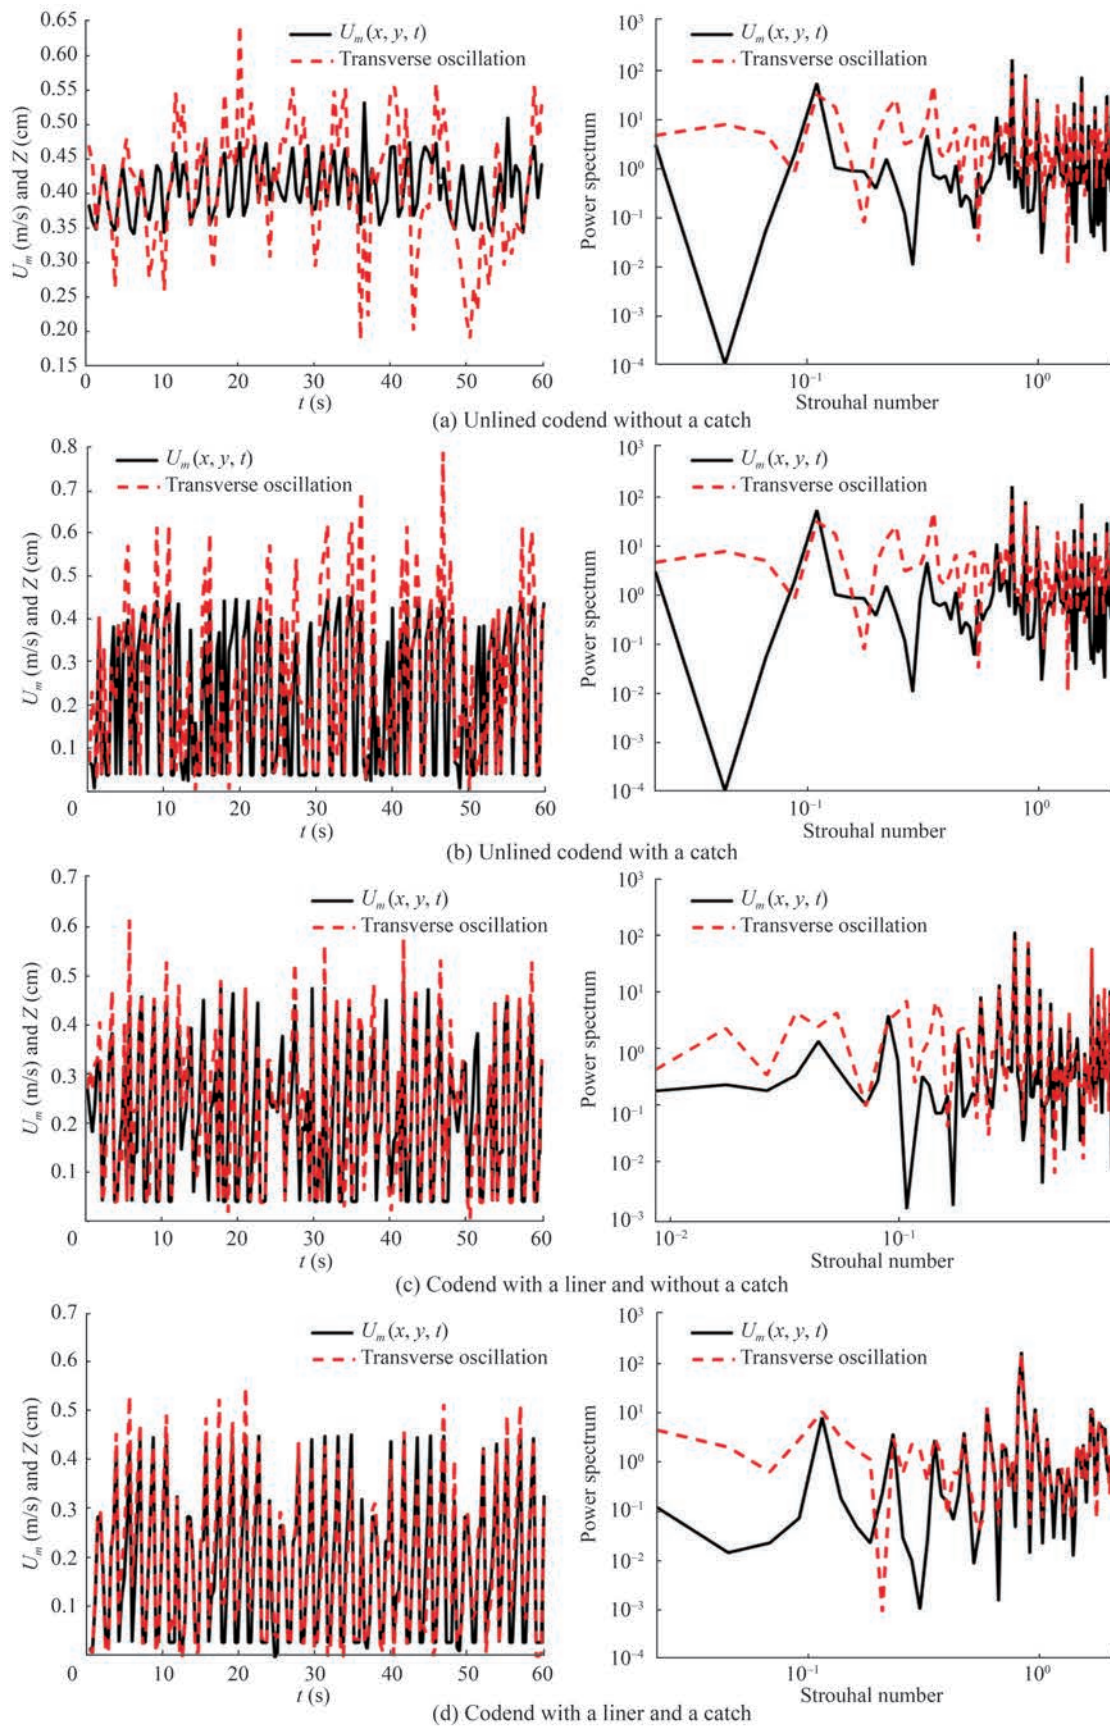 0.65
0.60
0.55
0.50
0.45
0.40
0.35
0.30
0.25
0.20
0.15
U_m (m/s) and Z (cm)
U_m(x, y, t)
Transverse oscillation
0 10 20 30 40 50 60
t (s)
10^3
10^2
10^1
10^0
10^-1
10^-2
10^-3
10^-4
Power spectrum
U_m(x, y, t)
Transverse oscillation
10^-1 10^0
Strouhal number
(a) Unlined codend without a catch
0.8
0.7
0.6
0.5
0.4
0.3
0.2
0.1
U_m (m/s) and Z (cm)
U_m(x, y, t)
Transverse oscillation
0 10 20 30 40 50 60
t (s)
10^3
10^2
10^1
10^0
10^-1
10^-2
10^-3
10^-4
Power spectrum
U_m(x, y, t)
Transverse oscillation
10^-1 10^0
Strouhal number
(b) Unlined codend with a catch
0.7
0.6
0.5
0.4
0.3
0.2
0.1
U_m (m/s) and Z (cm)
U_m(x, y, t)
Transverse oscillation
0 10 20 30 40 50 60
t (s)
10^3
10^2
10^1
10^0
10^-1
10^-2
10^-3
Power spectrum
U_m(x, y, t)
Transverse oscillation
10^-2 10^-1
Strouhal number
(c) Codend with a liner and without a catch
0.7
0.6
0.5
0.4
0.3
0.2
0.1
U_m (m/s) and Z (cm)
U_m(x, y, t)
Transverse oscillation
0 10 20 30 40 50 60
t (s)
10^3
10^2
10^1
10^0
10^-1
10^-2
10^-3
10^-4
Power spectrum
U_m(x, y, t)
Transverse oscillation
10^-1 10^0
Strouhal number
(d) Codend with a liner and a catch